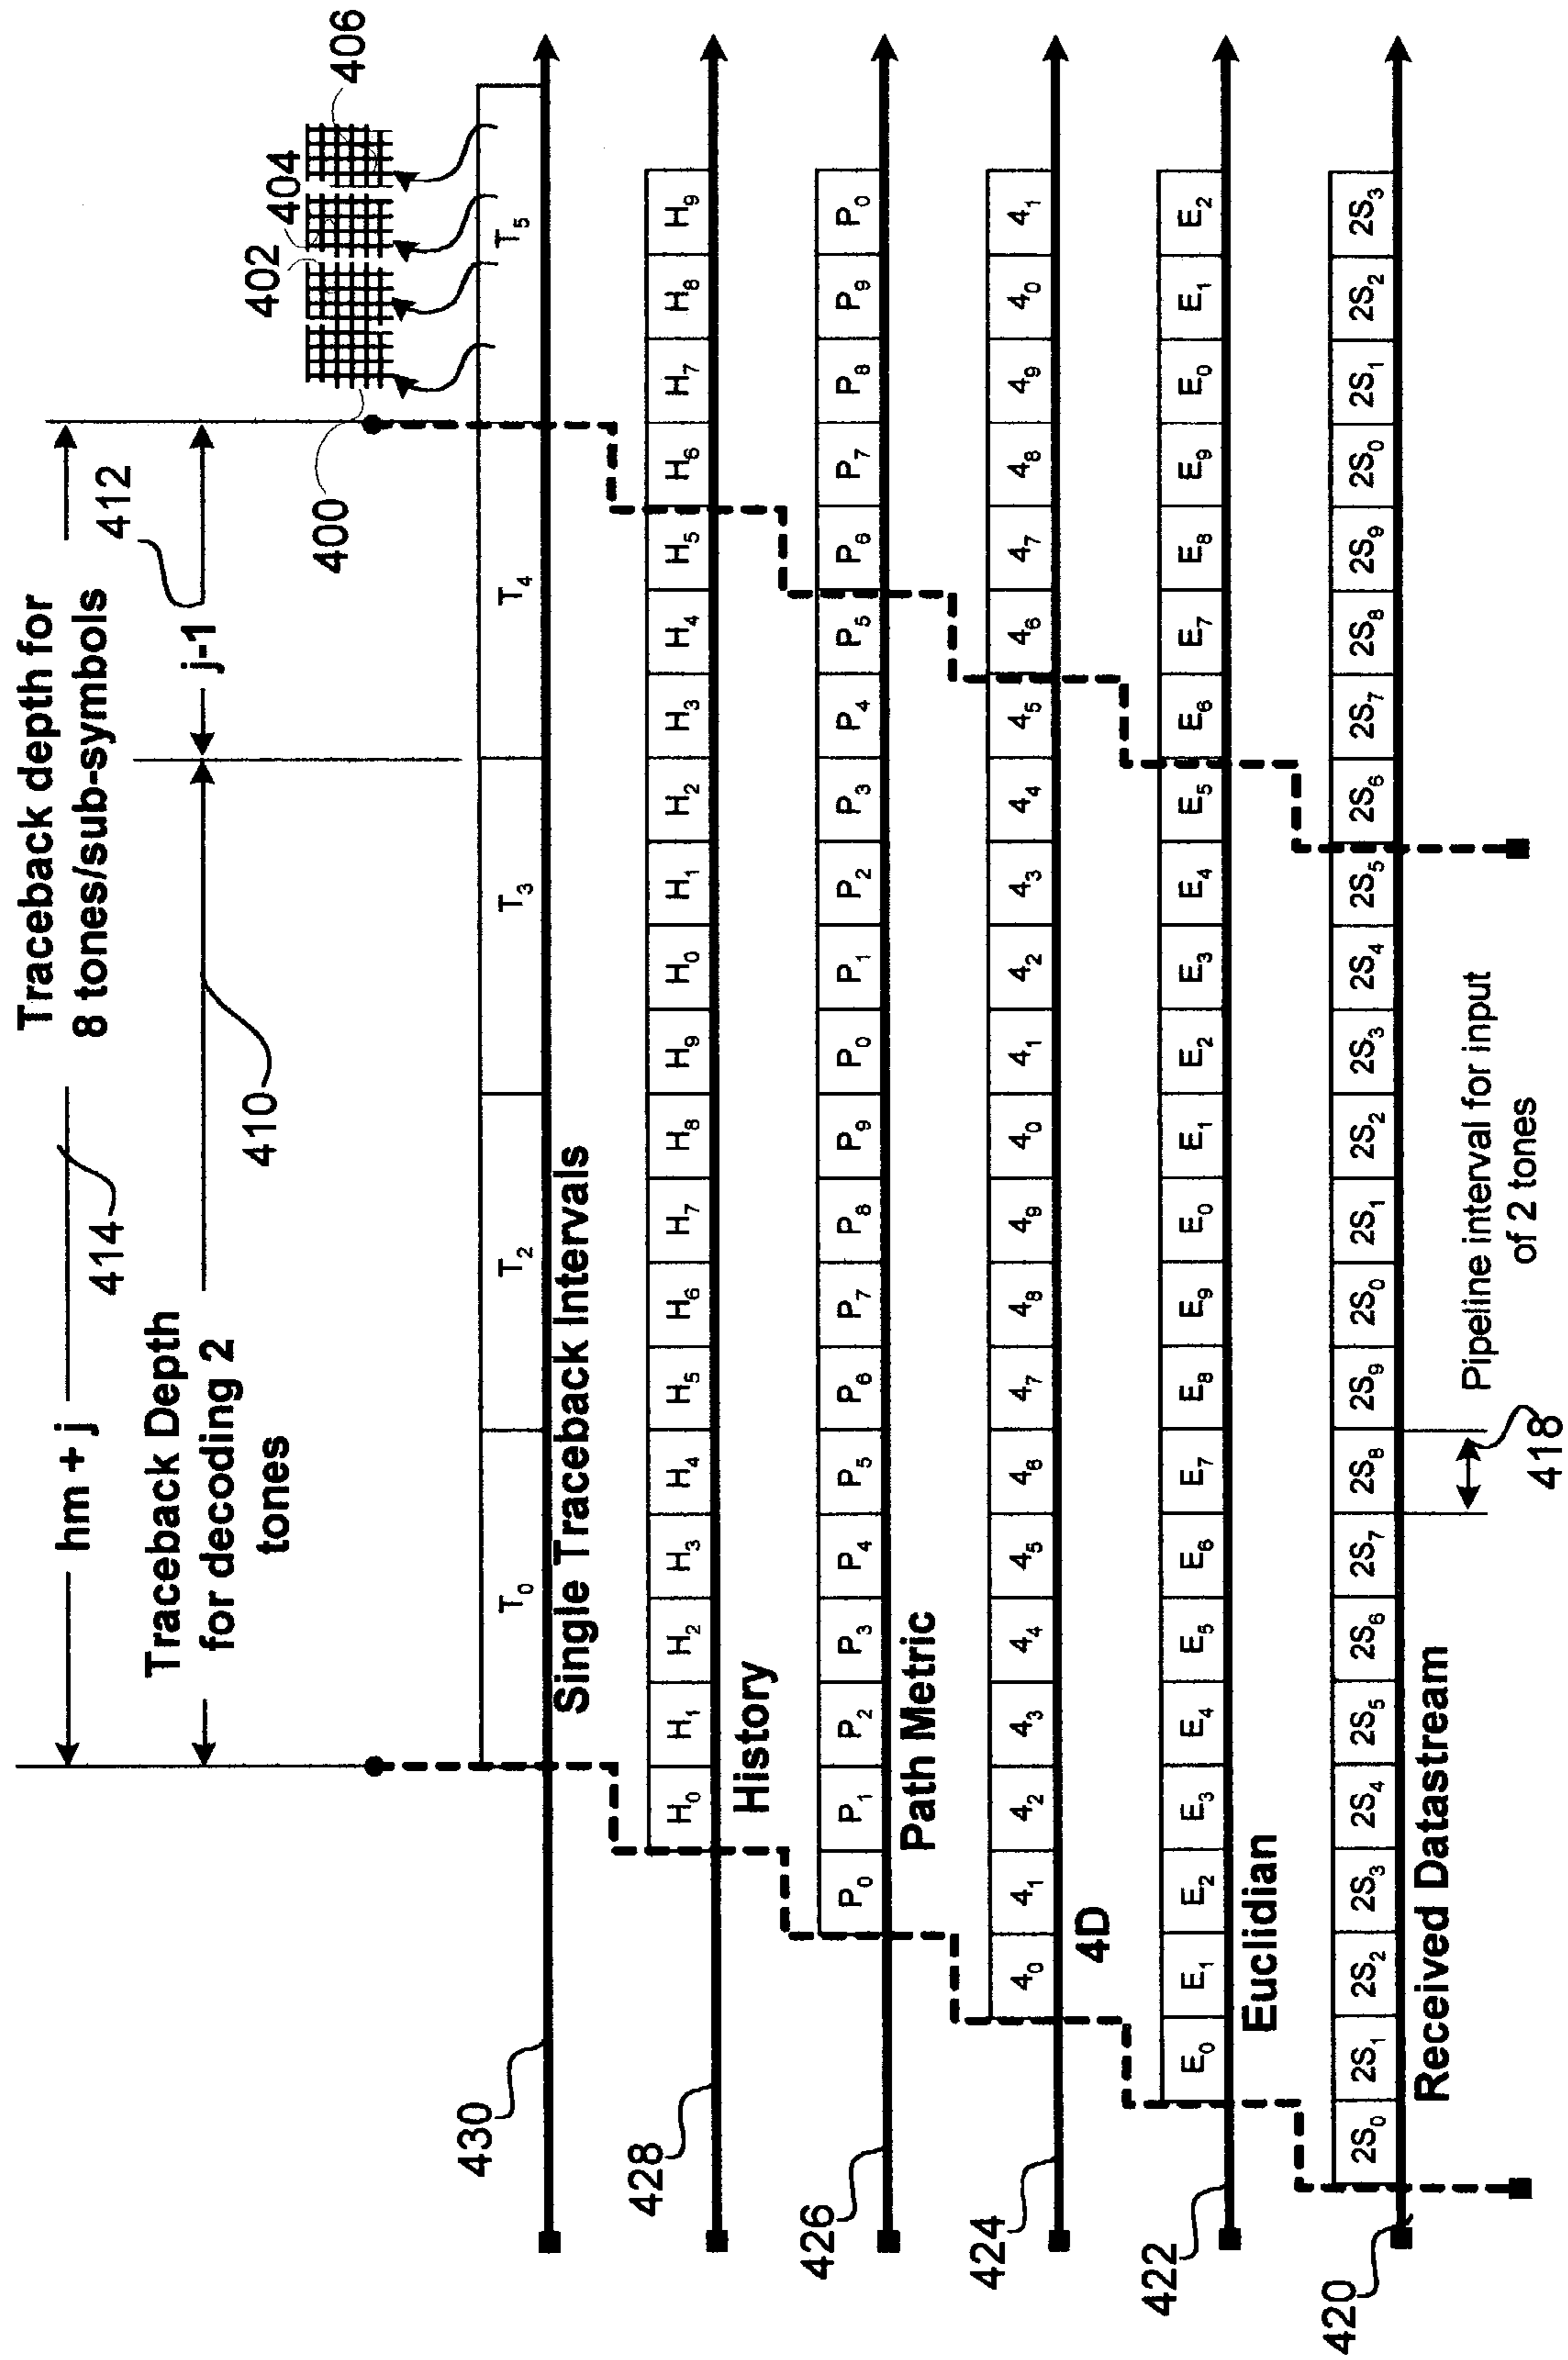 Traceback depth for
hm + j
8 tones/sub-symbols
414
412
Traceback Depth
for decoding 2
tones
j-1
410
400
402
404
406
T₀ T₂ T₃ T₄ T₅
430
Single Traceback Intervals
H₀ H₁ H₂ H₃ H₄ H₅ H₆ H₇ H₈ H₉ H₀ H₁ H₂ H₃ H₄ H₅ H₆ H₇ H₈ H₉
428
History
P₀ P₁ P₂ P₃ P₄ P₅ P₆ P₇ P₈ P₉ P₀ P₁ P₂ P₃ P₄ P₅ P₆ P₇ P₈ P₉ P₀
426
Path Metric
4₀ 4₁ 4₂ 4₃ 4₄ 4₅ 4₆ 4₇ 4₈ 4₉ 4₀ 4₁ 4₂ 4₃ 4₄ 4₅ 4₆ 4₇ 4₈ 4₉ 4₀ 4₁
424
4D
E₀ E₁ E₂ E₃ E₄ E₅ E₆ E₇ E₈ E₉ E₀ E₁ E₂ E₃ E₄ E₅ E₆ E₇ E₈ E₉ E₀ E₁ E₂
422
Euclidian
2S₀ 2S₁ 2S₂ 2S₃ 2S₄ 2S₅ 2S₆ 2S₇ 2S₈ 2S₉ 2S₀ 2S₁ 2S₂ 2S₃ 2S₄ 2S₅ 2S₆ 2S₇ 2S₈ 2S₉ 2S₀ 2S₁ 2S₂ 2S₃
420
Received Datastream
Pipeline interval for input
of 2 tones
418